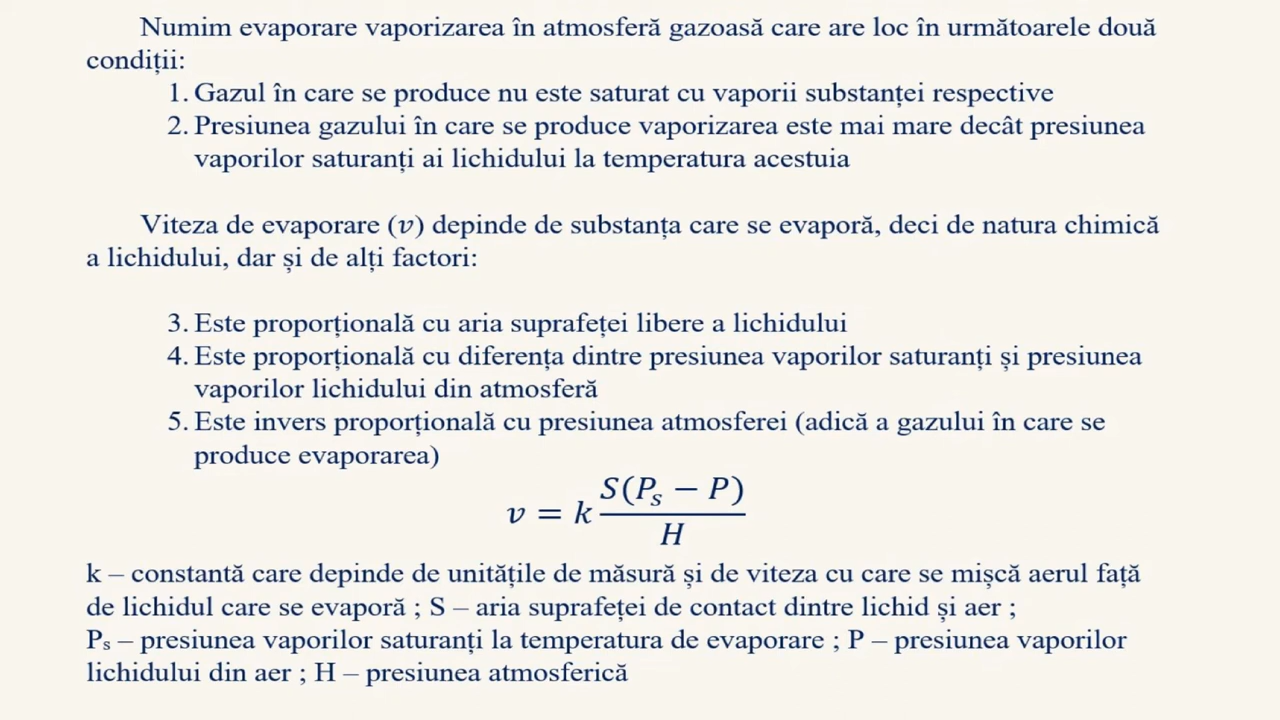 Numim evaporare vaporizarea în atmosferă gazoasă care are loc în următoarele două
condiții:
1. Gazul în care se produce nu este saturat cu vaporii substanței respective
2. Presiunea gazului în care se produce vaporizarea este mai mare decât presiunea
vaporilor saturanți ai lichidului la temperatura acestuia
Viteza de evaporare (v) depinde de substanța care se evaporă, deci de natura chimică
a lichidului, dar și de alți factori:
3. Este proporțională cu aria suprafeței libere a lichidului
4. Este proporțională cu diferența dintre presiunea vaporilor saturanți și presiunea
vaporilor lichidului din atmosferă
5. Este invers proporțională cu presiunea atmosferei (adică a gazului în care se
produce evaporarea)
v = k S(Pₛ − P) / H
k – constantă care depinde de unitățile de măsură și de viteza cu care se mișcă aerul față
de lichidul care se evaporă ; S – aria suprafeței de contact dintre lichid și aer ;
Pₛ – presiunea vaporilor saturanți la temperatura de evaporare ; P – presiunea vaporilor
lichidului din aer ; H – presiunea atmosferică